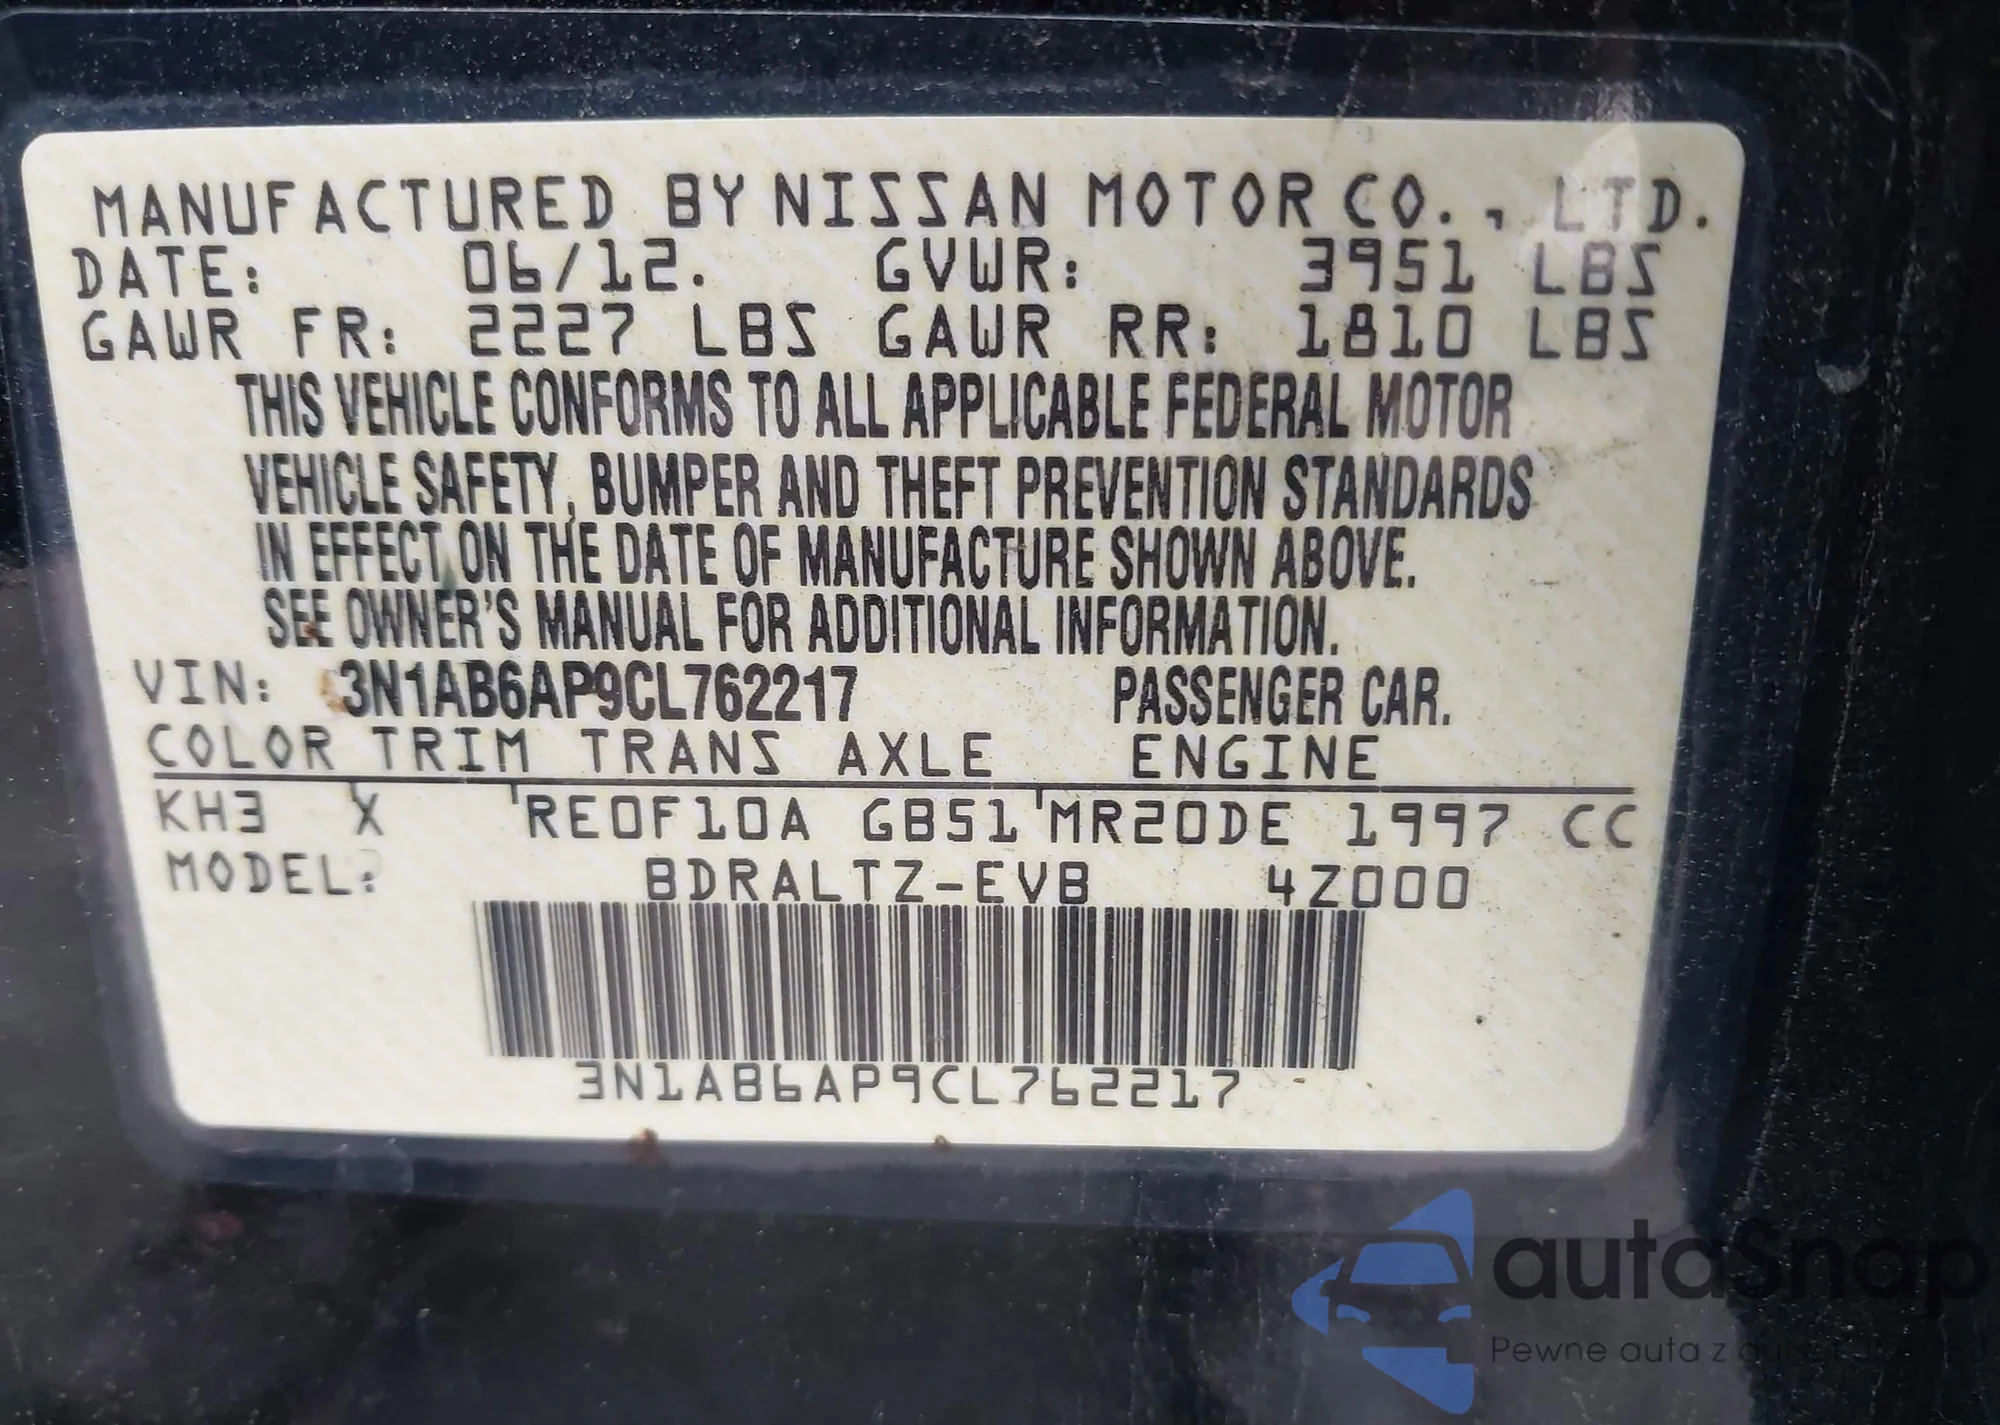 MANUFACTURED BY NISSAN MOTOR CO., LTD.
DATE: 06/12. GVWR: 3951 LBS
GAWR FR: 2227 LBS GAWR RR: 1810 LBS
THIS VEHICLE CONFORMS TO ALL APPLICABLE FEDERAL MOTOR
VEHICLE SAFETY, BUMPER AND THEFT PREVENTION STANDARDS
IN EFFECT ON THE DATE OF MANUFACTURE SHOWN ABOVE.
SEE OWNER'S MANUAL FOR ADDITIONAL INFORMATION.
VIN: 3N1AB6AP9CL762217 PASSENGER CAR.
COLOR TRIM TRANS AXLE ENGINE
KH3 X RE0F10A GB51 MR20DE 1997 CC
MODEL: BDRALTZ-EVB 4Z000
3N1AB6AP9CL762217
autaSnap
Pewne auta z